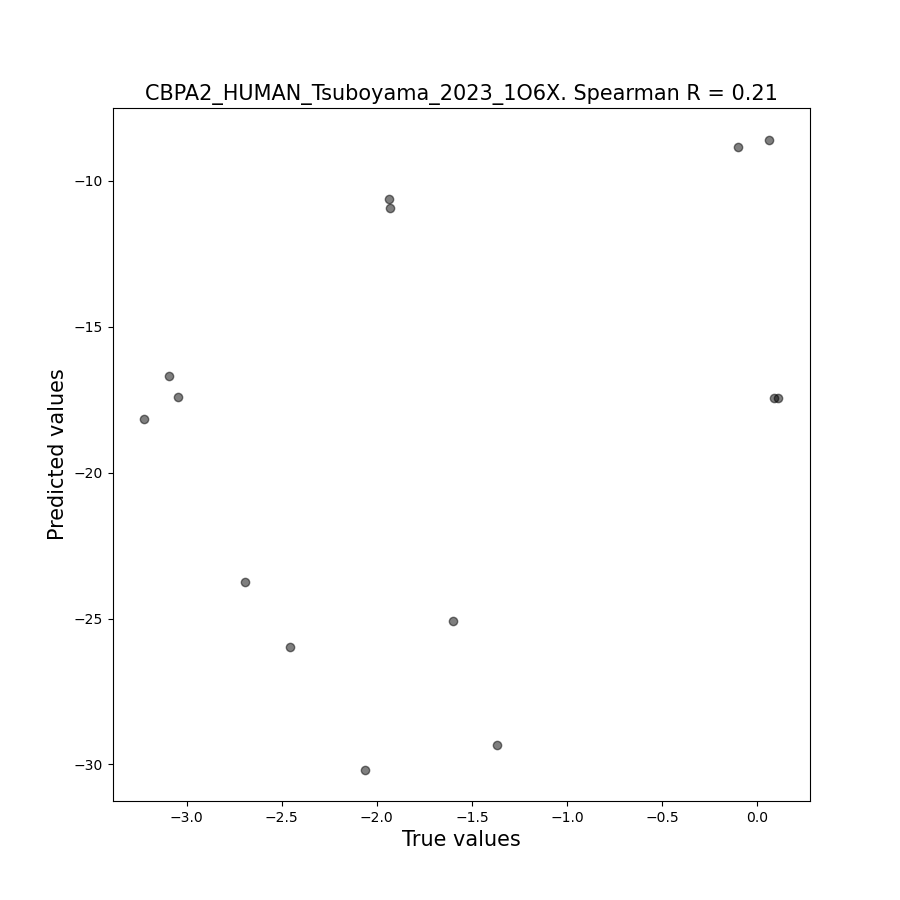 CBPA2_HUMAN_Tsuboyama_2023_1O6X. Spearman R = 0.21
−10
−15
−20
−25
−30
Predicted values
−3.0 −2.5 −2.0 −1.5 −1.0 −0.5 0.0
True values